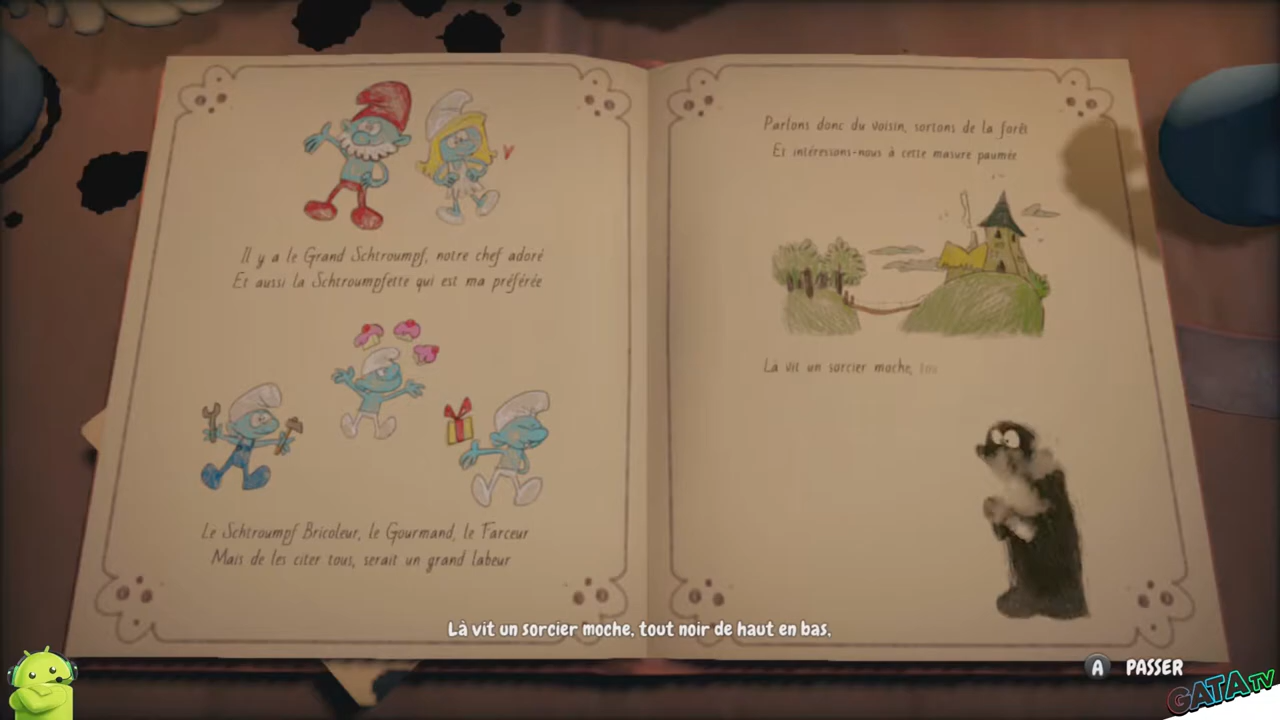 Il y a le Grand Schtroumpf, notre chef adoré
Et aussi la Schtroumpfette qui est ma préférée
Le Schtroumpf Bricoleur, le Gourmand, le Farceur
Mais de les citer tous, serait un grand labeur
Parlons donc du voisin, sortons de la forêt
Et intéressons-nous à cette masure paumée
Là vit un sorcier moche, tou
Là vit un sorcier moche, tout noir de haut en bas,
A PASSER
GATA TV